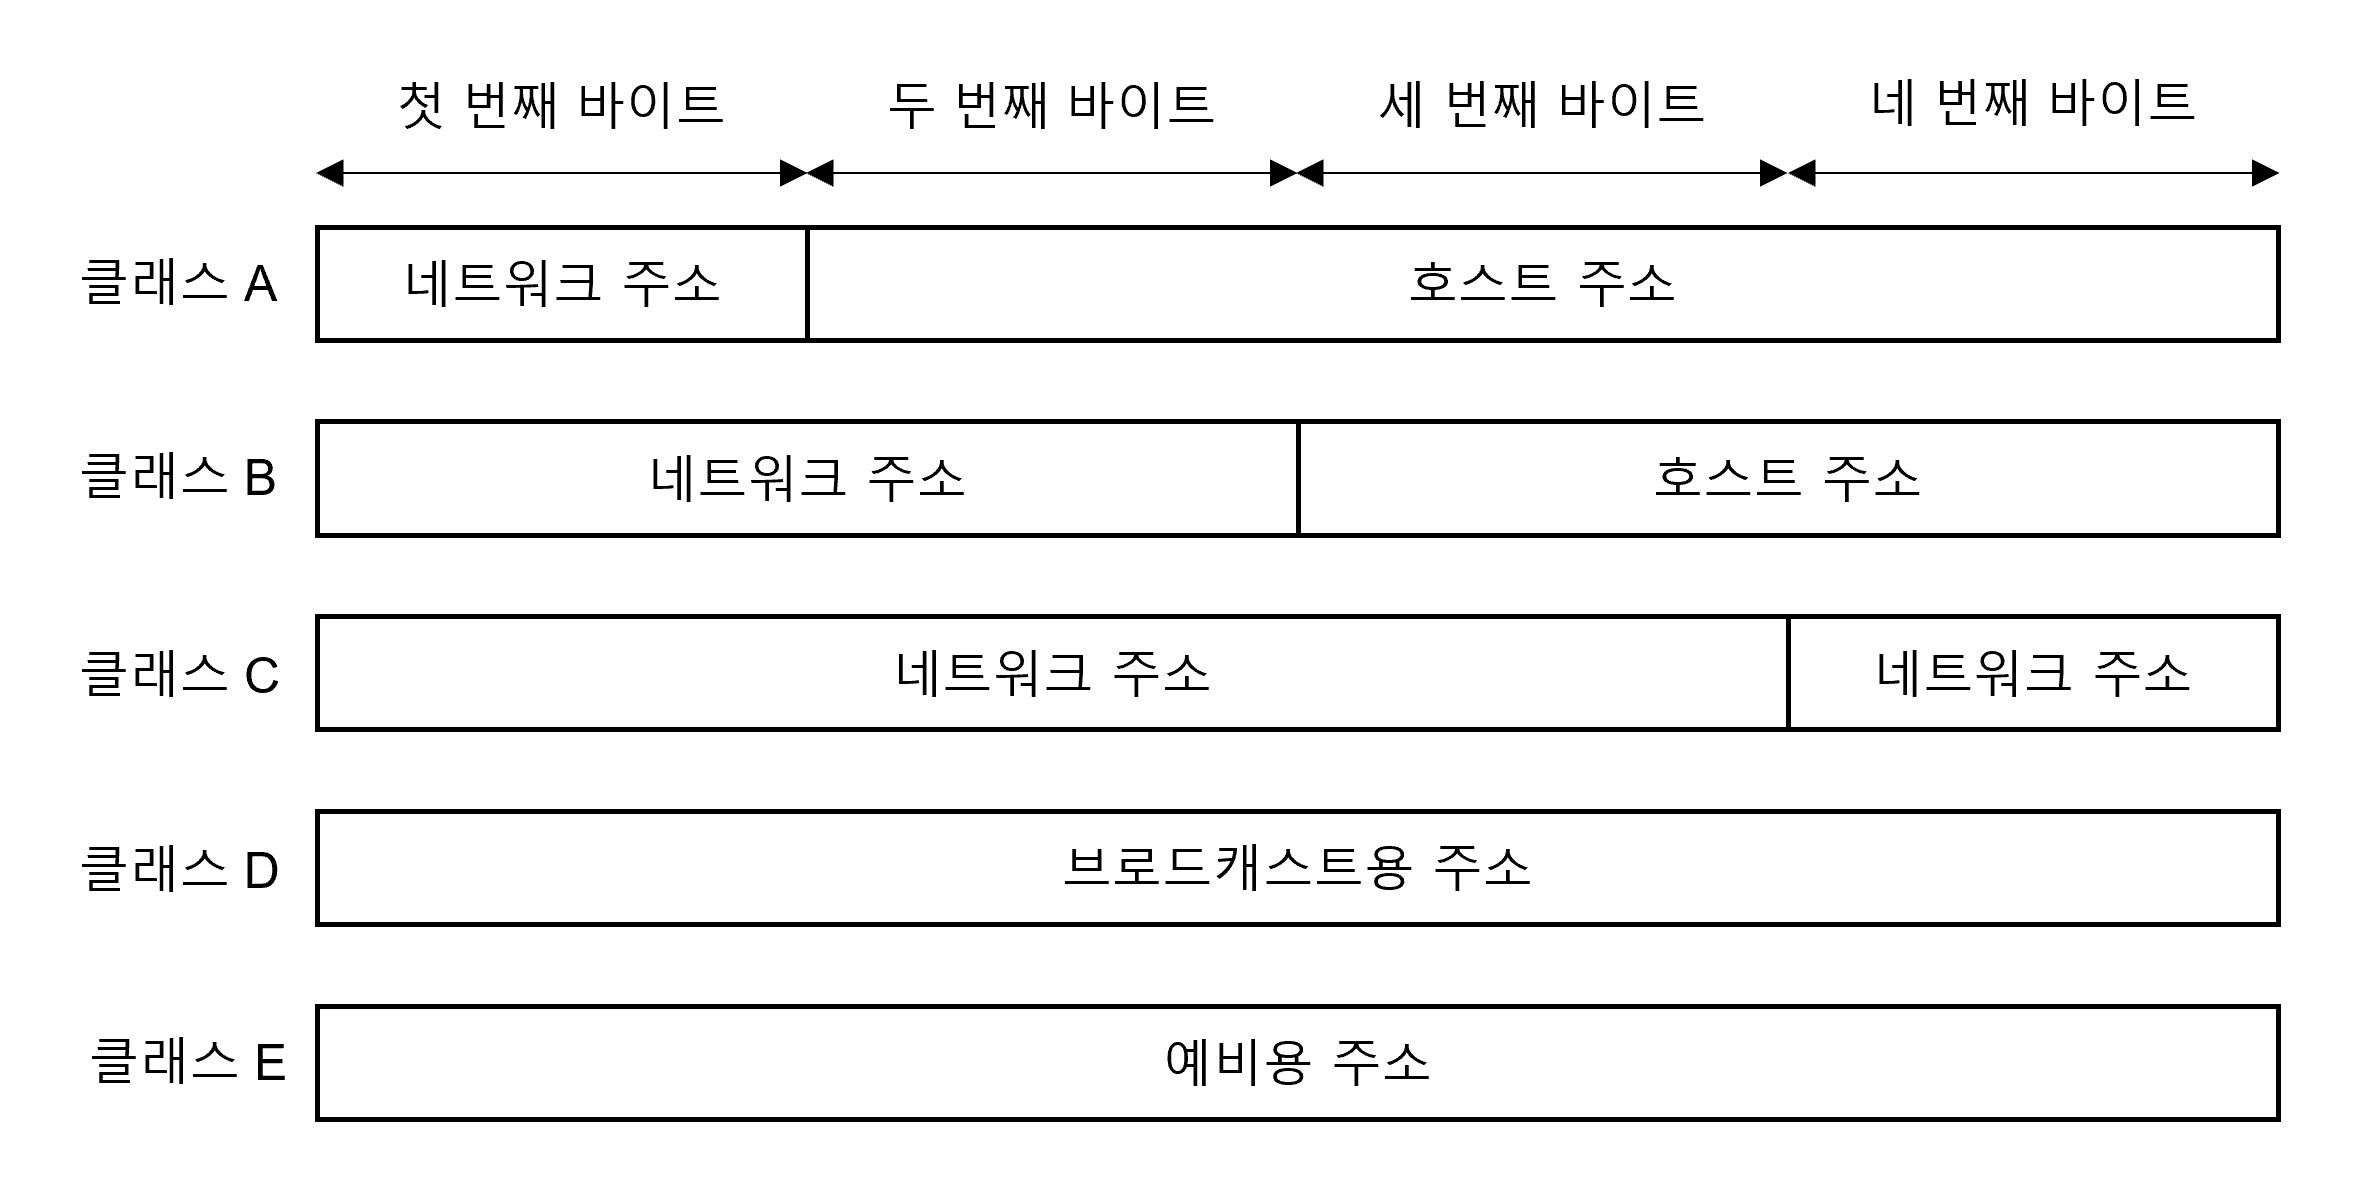 첫 번째 바이트 두 번째 바이트 세 번째 바이트 네 번째 바이트
클래스 A 네트워크 주소 호스트 주소
클래스 B 네트워크 주소 호스트 주소
클래스 C 네트워크 주소 네트워크 주소
클래스 D 브로드캐스트용 주소
클래스 E 예비용 주소